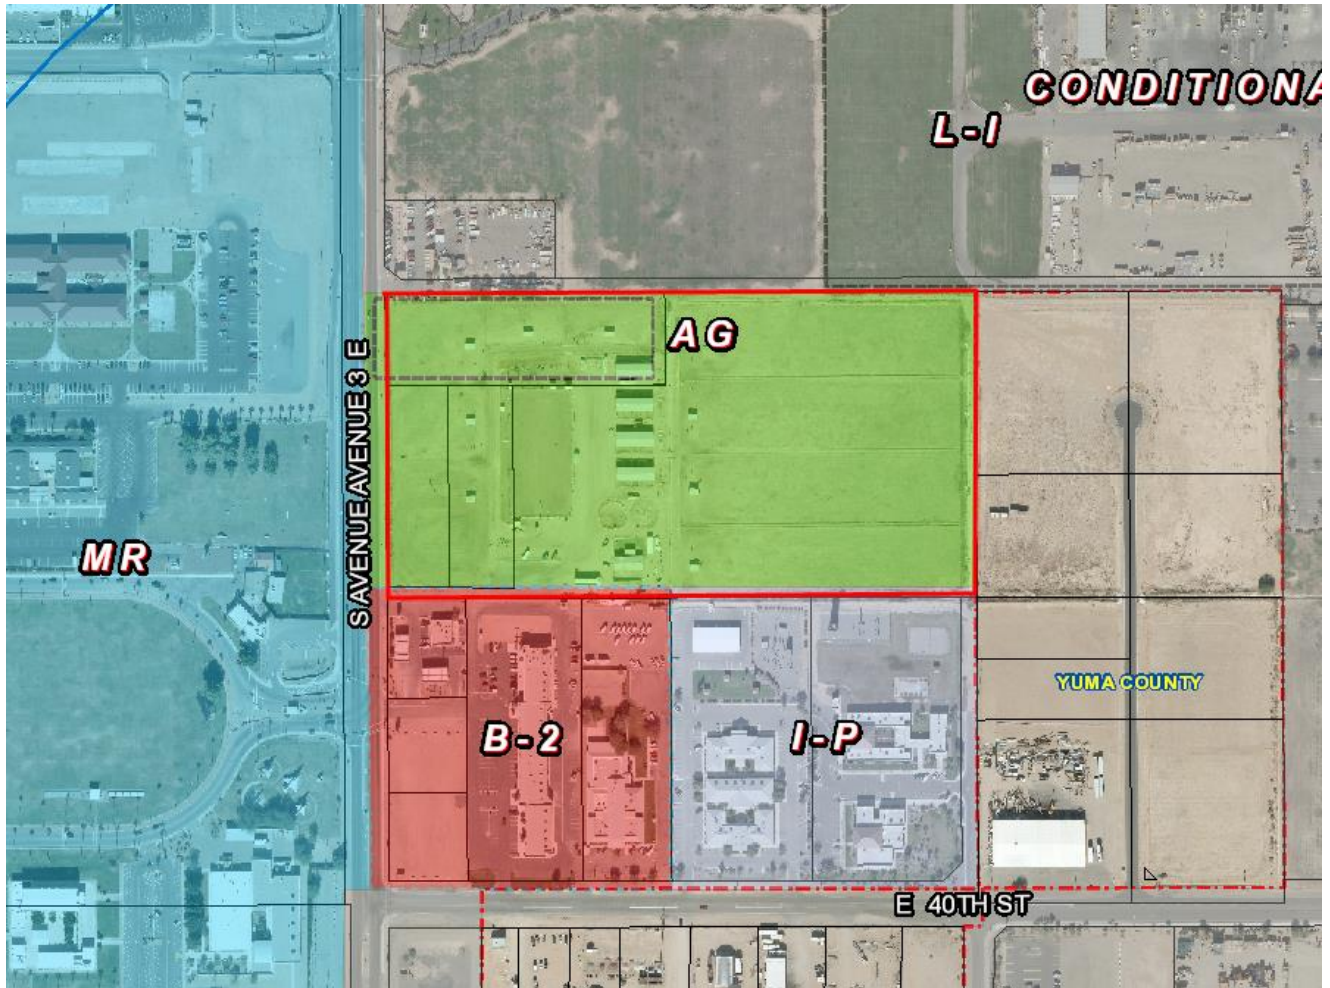 CONDITIONA
L-I
AG
S AVENUE AVENUE 3 E
MR
YUMA COUNTY
B-2
I-P
E 40TH ST